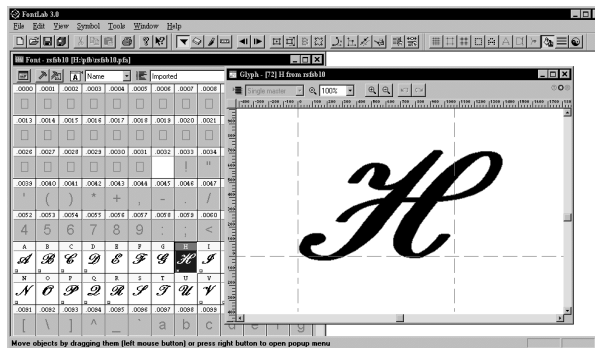 FontLab 3.0
File Edit View Symbol Tools Window Help
Font - rsfsb10 [H:\pfb\rsfsb10.pfa]
Name Imported
.0000 .0001 .0002 .0003 .0004 .0005 .0006 .0007 .0008
.0013 .0014 .0015 .0016 .0017 .0018 .0019 .0020 .0021
.0026 .0027 .0028 .0029 .0030 .0031 .0032 .0033 .0034
! "
.0039 .0040 .0041 .0042 .0043 .0044 .0045 .0046 .0047
' ( ) * + , - . /
.0052 .0053 .0054 .0055 .0056 .0057 .0058 .0059 .0060
4 5 6 7 8 9 : ; <
A B C D E F G H I
A B C D E F G H I
N O P Q R S T U V
N O P Q R S T U V
.0091 .0092 .0093 .0094 .0095 .0096 .0097 .0098 .0099
[ \ ] ^ _ ` a b c d e f g
Glyph - [72] H from rsfsb10
Single master 100%
H
Move objects by dragging them (left mouse button) or press right button to open popup menu